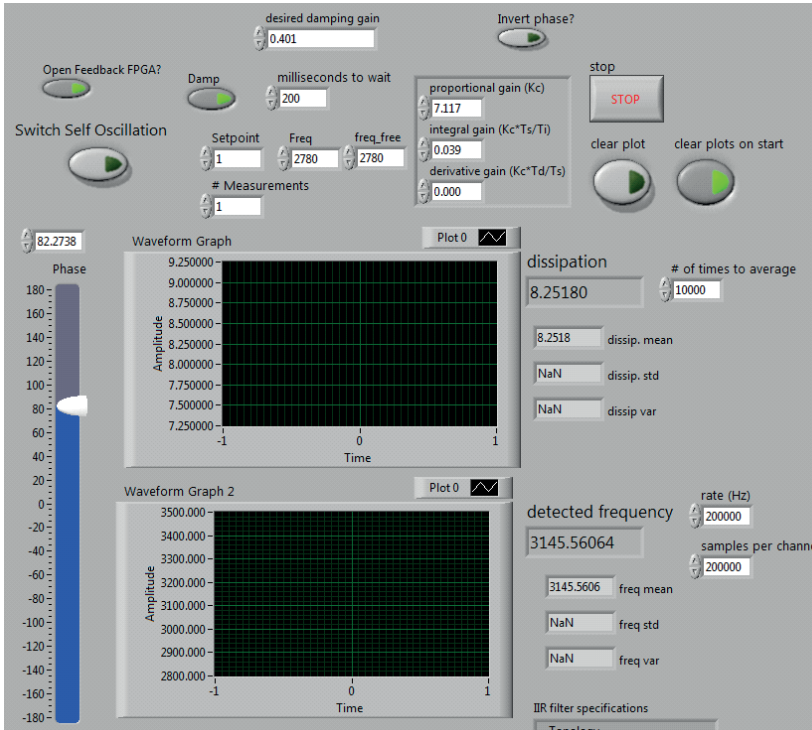 desired damping gain
0.401
Invert phase?
Open Feedback FPGA?
Damp
milliseconds to wait
200
proportional gain (Kc)
7.117
integral gain (Kc*Ts/Ti)
0.039
derivative gain (Kc*Td/Ts)
0.000
stop
STOP
Switch Self Oscillation
Setpoint
1
Freq
2780
freq_free
2780
# Measurements
1
clear plot
clear plots on start
82.2738
Phase
180
160
140
120
100
80
60
40
20
0
-20
-40
-60
-80
-100
-120
-140
-160
-180
Waveform Graph
Plot 0
Amplitude
9.250000
9.000000
8.750000
8.500000
8.250000
8.000000
7.750000
7.500000
7.250000
-1 0 1
Time
dissipation
8.25180
# of times to average
10000
8.2518 dissip. mean
NaN dissip. std
NaN dissip var
Waveform Graph 2
Plot 0
Amplitude
3500.000
3400.000
3300.000
3200.000
3100.000
3000.000
2900.000
2800.000
-1 0 1
Time
detected frequency
3145.56064
rate (Hz)
200000
samples per channe
200000
3145.5606 freq mean
NaN freq std
NaN freq var
IIR filter specifications
Topology